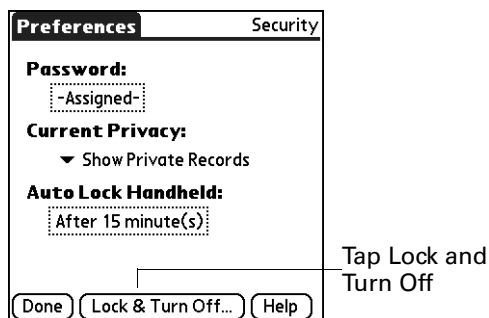 Preferences Security
Password:
-Assigned-
Current Privacy:
Show Private Records
Auto Lock Handheld:
After 15 minute(s)
Tap Lock and
Turn Off
Done Lock & Turn Off... Help